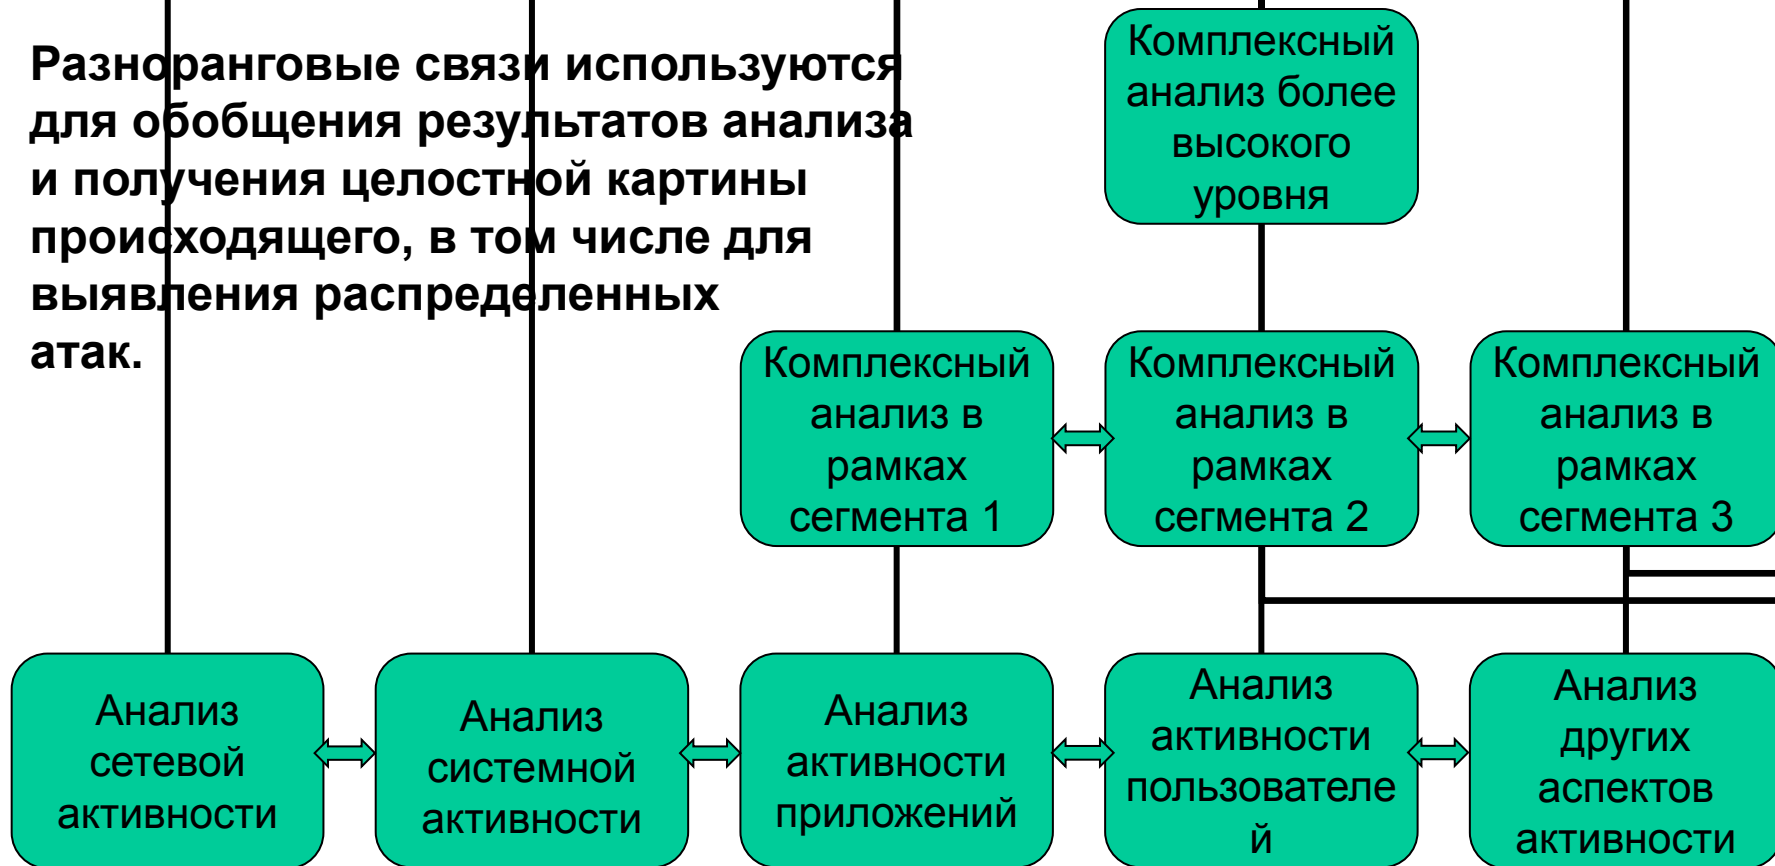 Разноранговые связи используются
для обобщения результатов анализа
и получения целостной картины
происходящего, в том числе для
выявления распределенных
атак.
Комплексный
анализ более
высокого
уровня
Комплексный
анализ в
рамках
сегмента 1
Комплексный
анализ в
рамках
сегмента 2
Комплексный
анализ в
рамках
сегмента 3
Анализ
сетевой
активности
Анализ
системной
активности
Анализ
активности
приложений
Анализ
активности
пользователе
й
Анализ
других
аспектов
активности